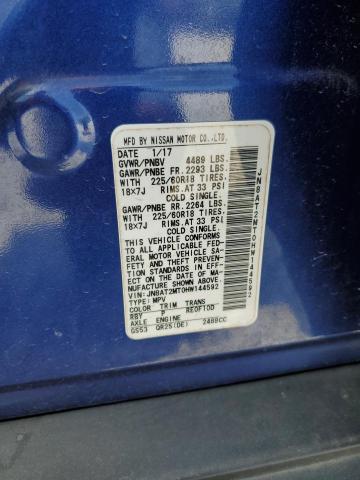 MFD BY NISSAN MOTOR CO.,LTD.
DATE 1/17
GVWR/PNBV 4489 LBS.
GAWR/PNBE FR. 2293 LBS.
WITH 225/60R18 TIRES.
18x7J RIMS.AT 33 PSI
COLD SINGLE.
GAWR/PNBE RR. 2264 LBS.
WITH 225/60R18 TIRES.
18x7J RIMS.AT 33 PSI
COLD SINGLE.
THIS VEHICLE CONFORMS
TO ALL APPLICABLE FED-
ERAL MOTOR VEHICLE SA-
FETY AND THEFT PREVEN-
TION STANDARDS IN EFF-
ECT ON THE DATE OF MA-
NUFACTURE SHOWN ABOVE.
VIN: JN8AT2MT0HW144592
TYPE: MPV
COLOR TRIM TRANS
RBY P RE0F10D
AXLE ENGINE
GS53 QR25(DE) 2488CC
JN8AT2MT0HW144592